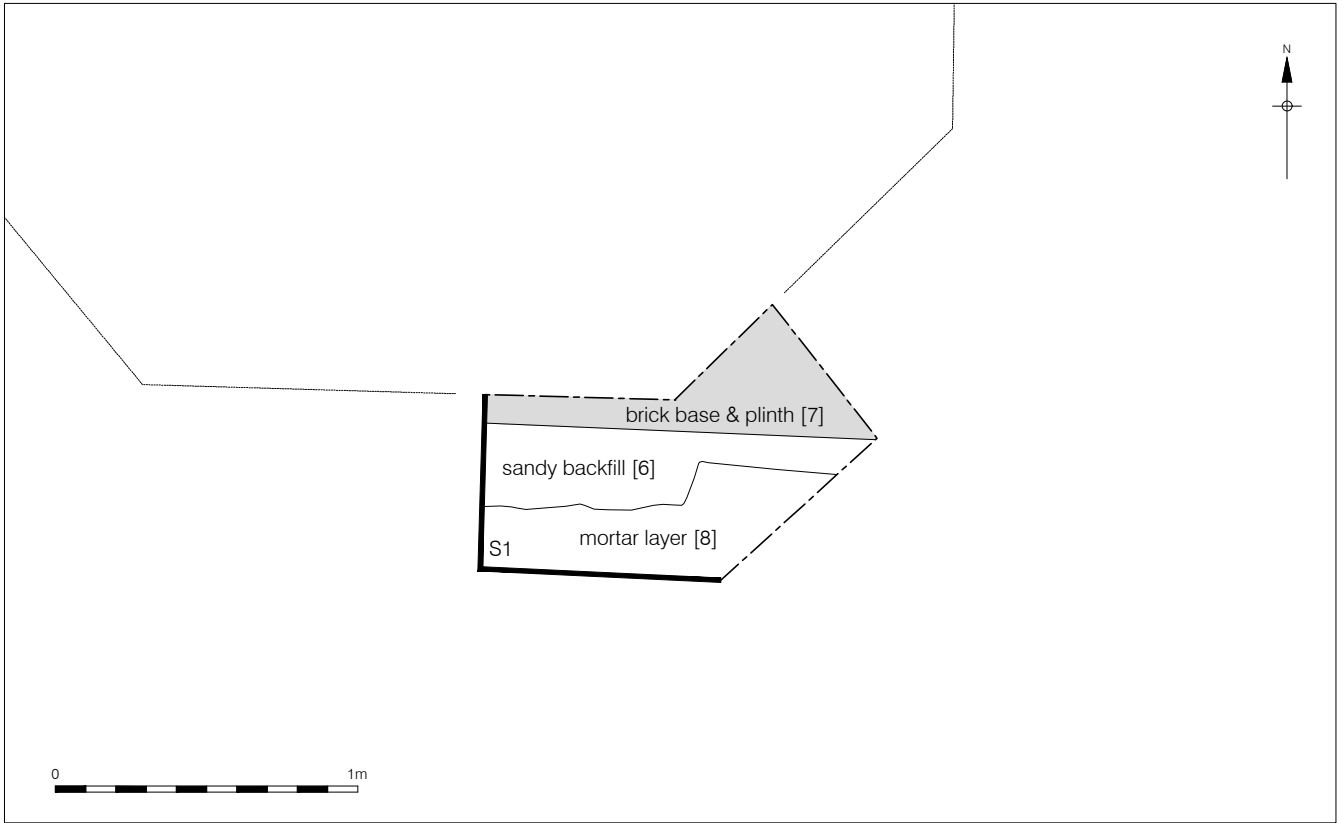 N
brick base & plinth [7]
sandy backfill [6]
mortar layer [8]
S1
0 1m